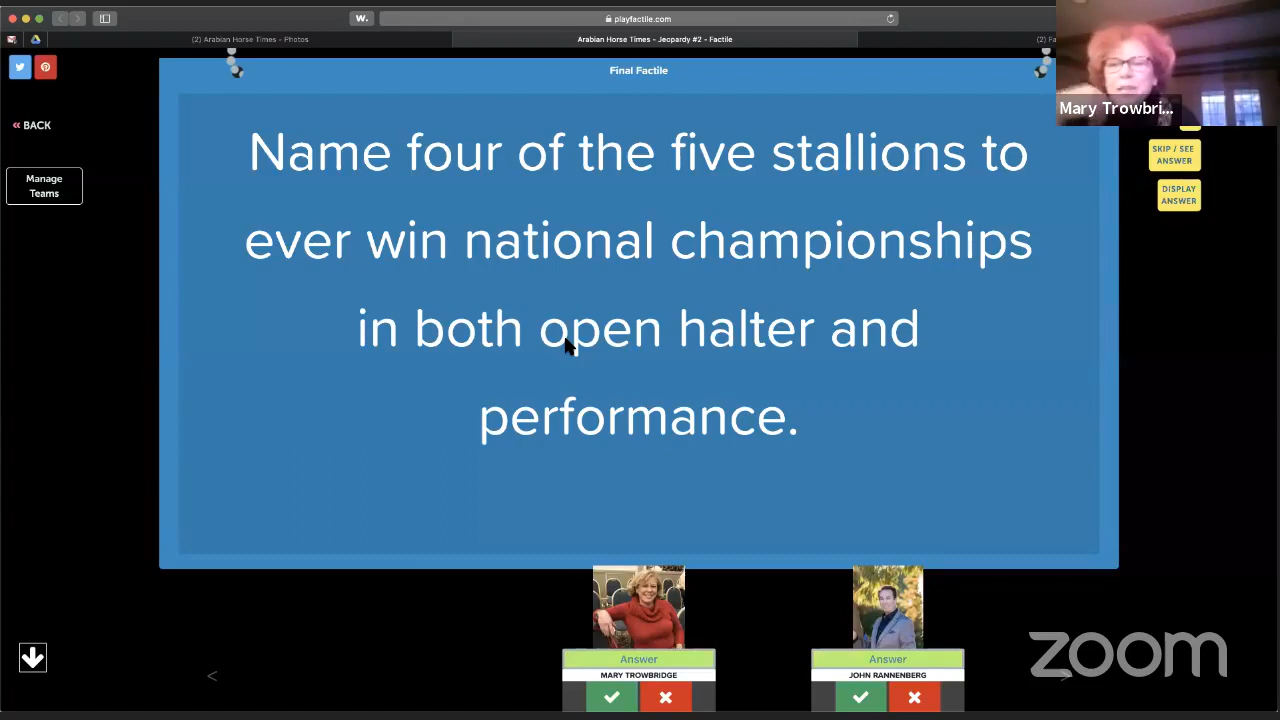 W.
playfactile.com
(2) Arabian Horse Times - Photos
Arabian Horse Times - Jeopardy #2 - Factile
Final Factile
Mary Trowbri...
« BACK
Manage
Teams
SKIP / SEE
ANSWER
DISPLAY
ANSWER
Name four of the five stallions to
ever win national championships
in both open halter and
performance.
Answer
Answer
MARY TROWBRIDGE
JOHN RANNENBERG
zoom